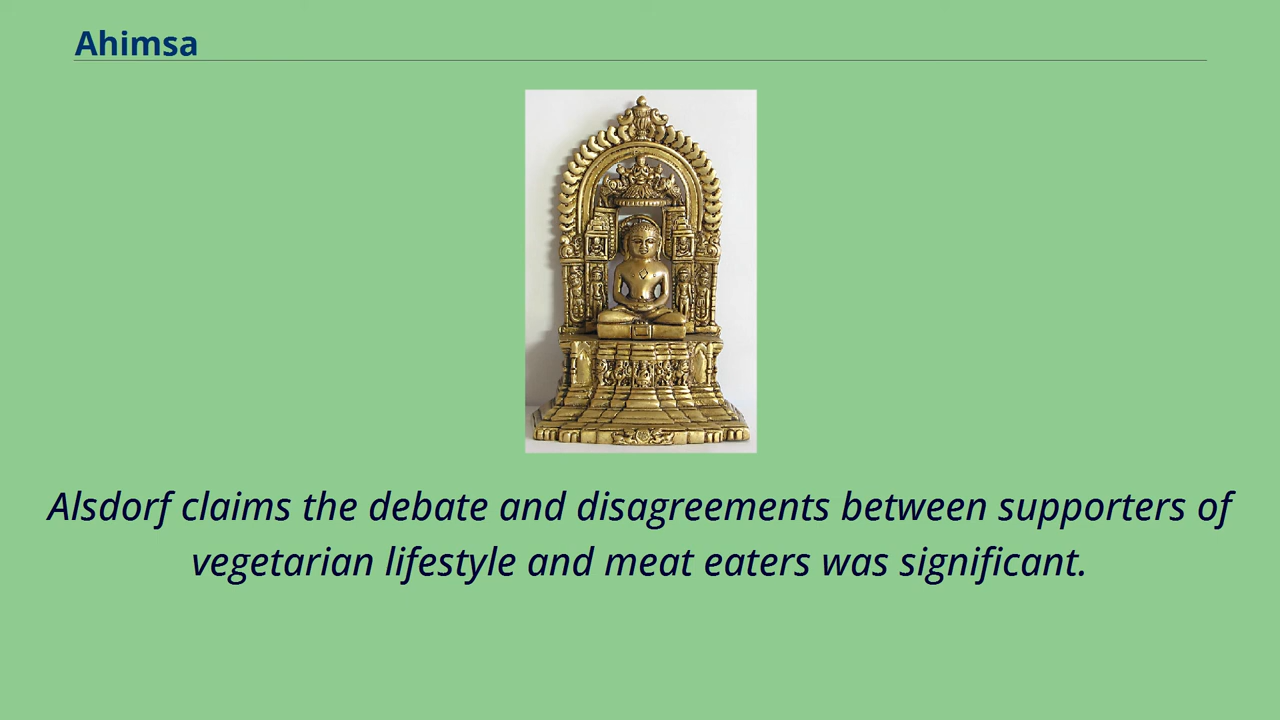 Ahimsa
Alsdorf claims the debate and disagreements between supporters of
vegetarian lifestyle and meat eaters was significant.